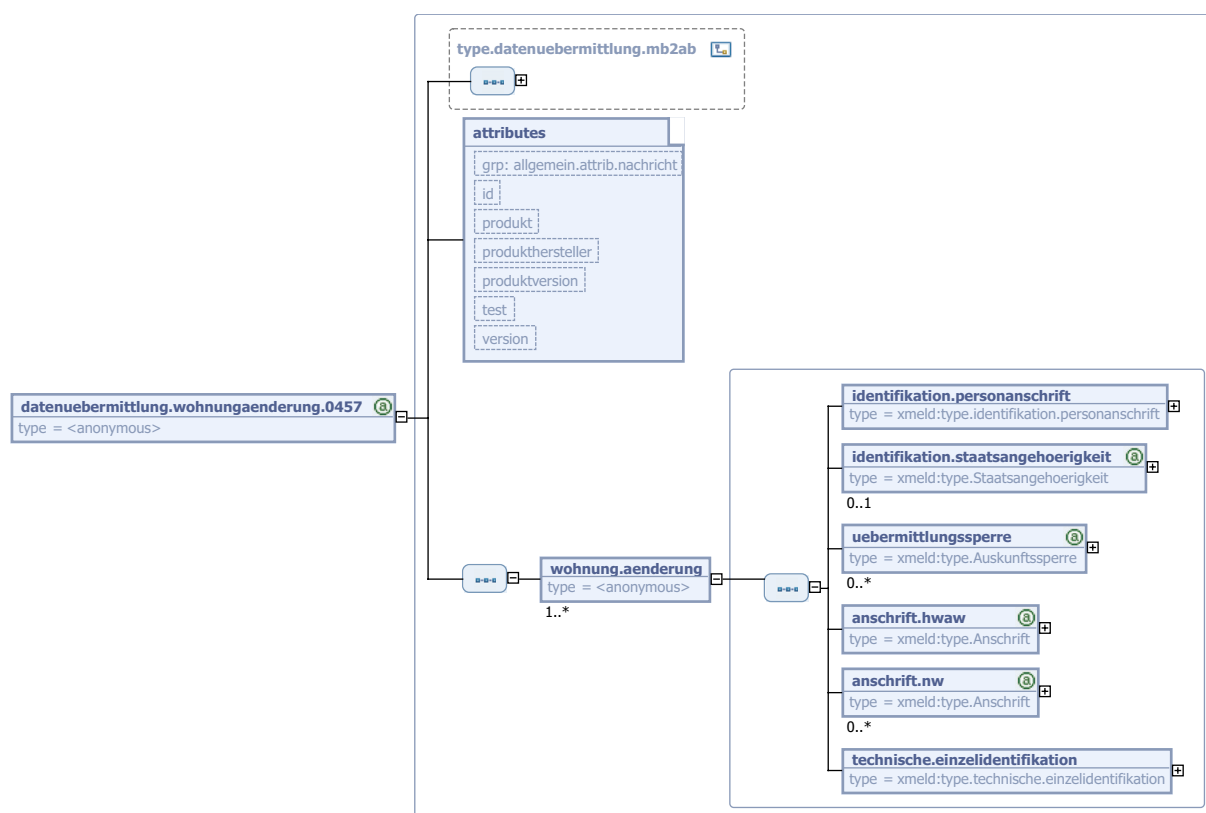 type.datenuebermittlung.mb2ab
attributes
grp: allgemein.attrib.nachricht
id
produkt
produkthersteller
produktversion
test
version
datenuebermittlung.wohnungaenderung.0457
type = <anonymous>
wohnung.aenderung
type = <anonymous>
1..*
identifikation.personanschrift
type = xmeld:type.identifikation.personanschrift
identifikation.staatsangehoerigkeit
type = xmeld:type.Staatsangehoerigkeit
0..1
uebermittlungssperre
type = xmeld:type.Auskunftssperre
0..*
anschrift.hwaw
type = xmeld:type.Anschrift
anschrift.nw
type = xmeld:type.Anschrift
0..*
technische.einzelidentifikation
type = xmeld:type.technische.einzelidentifikation